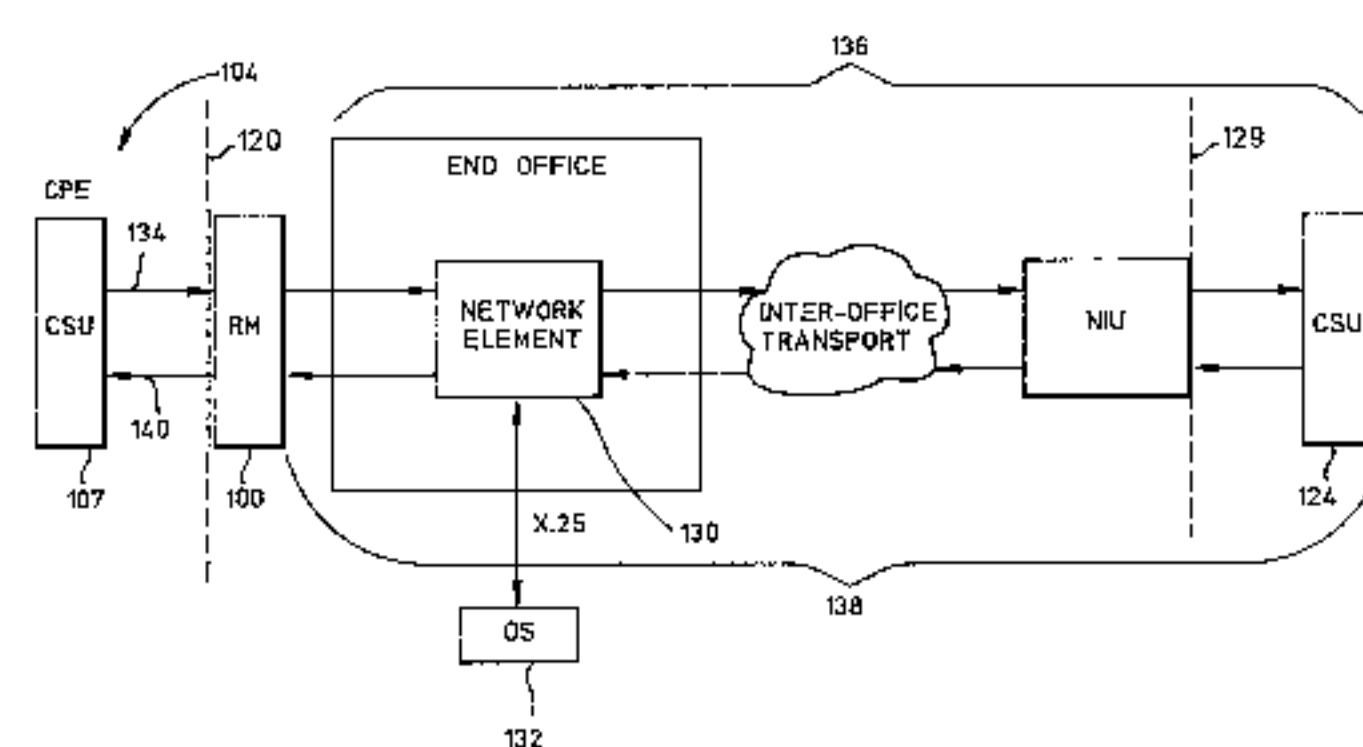 136
104
120
129
END OFFICE
CPE
134
CSU
RM
NETWORK
ELEMENT
INTER-OFFICE
TRANSPORT
NIU
CSU
140
107
100
124
X.25
130
138
OS
132